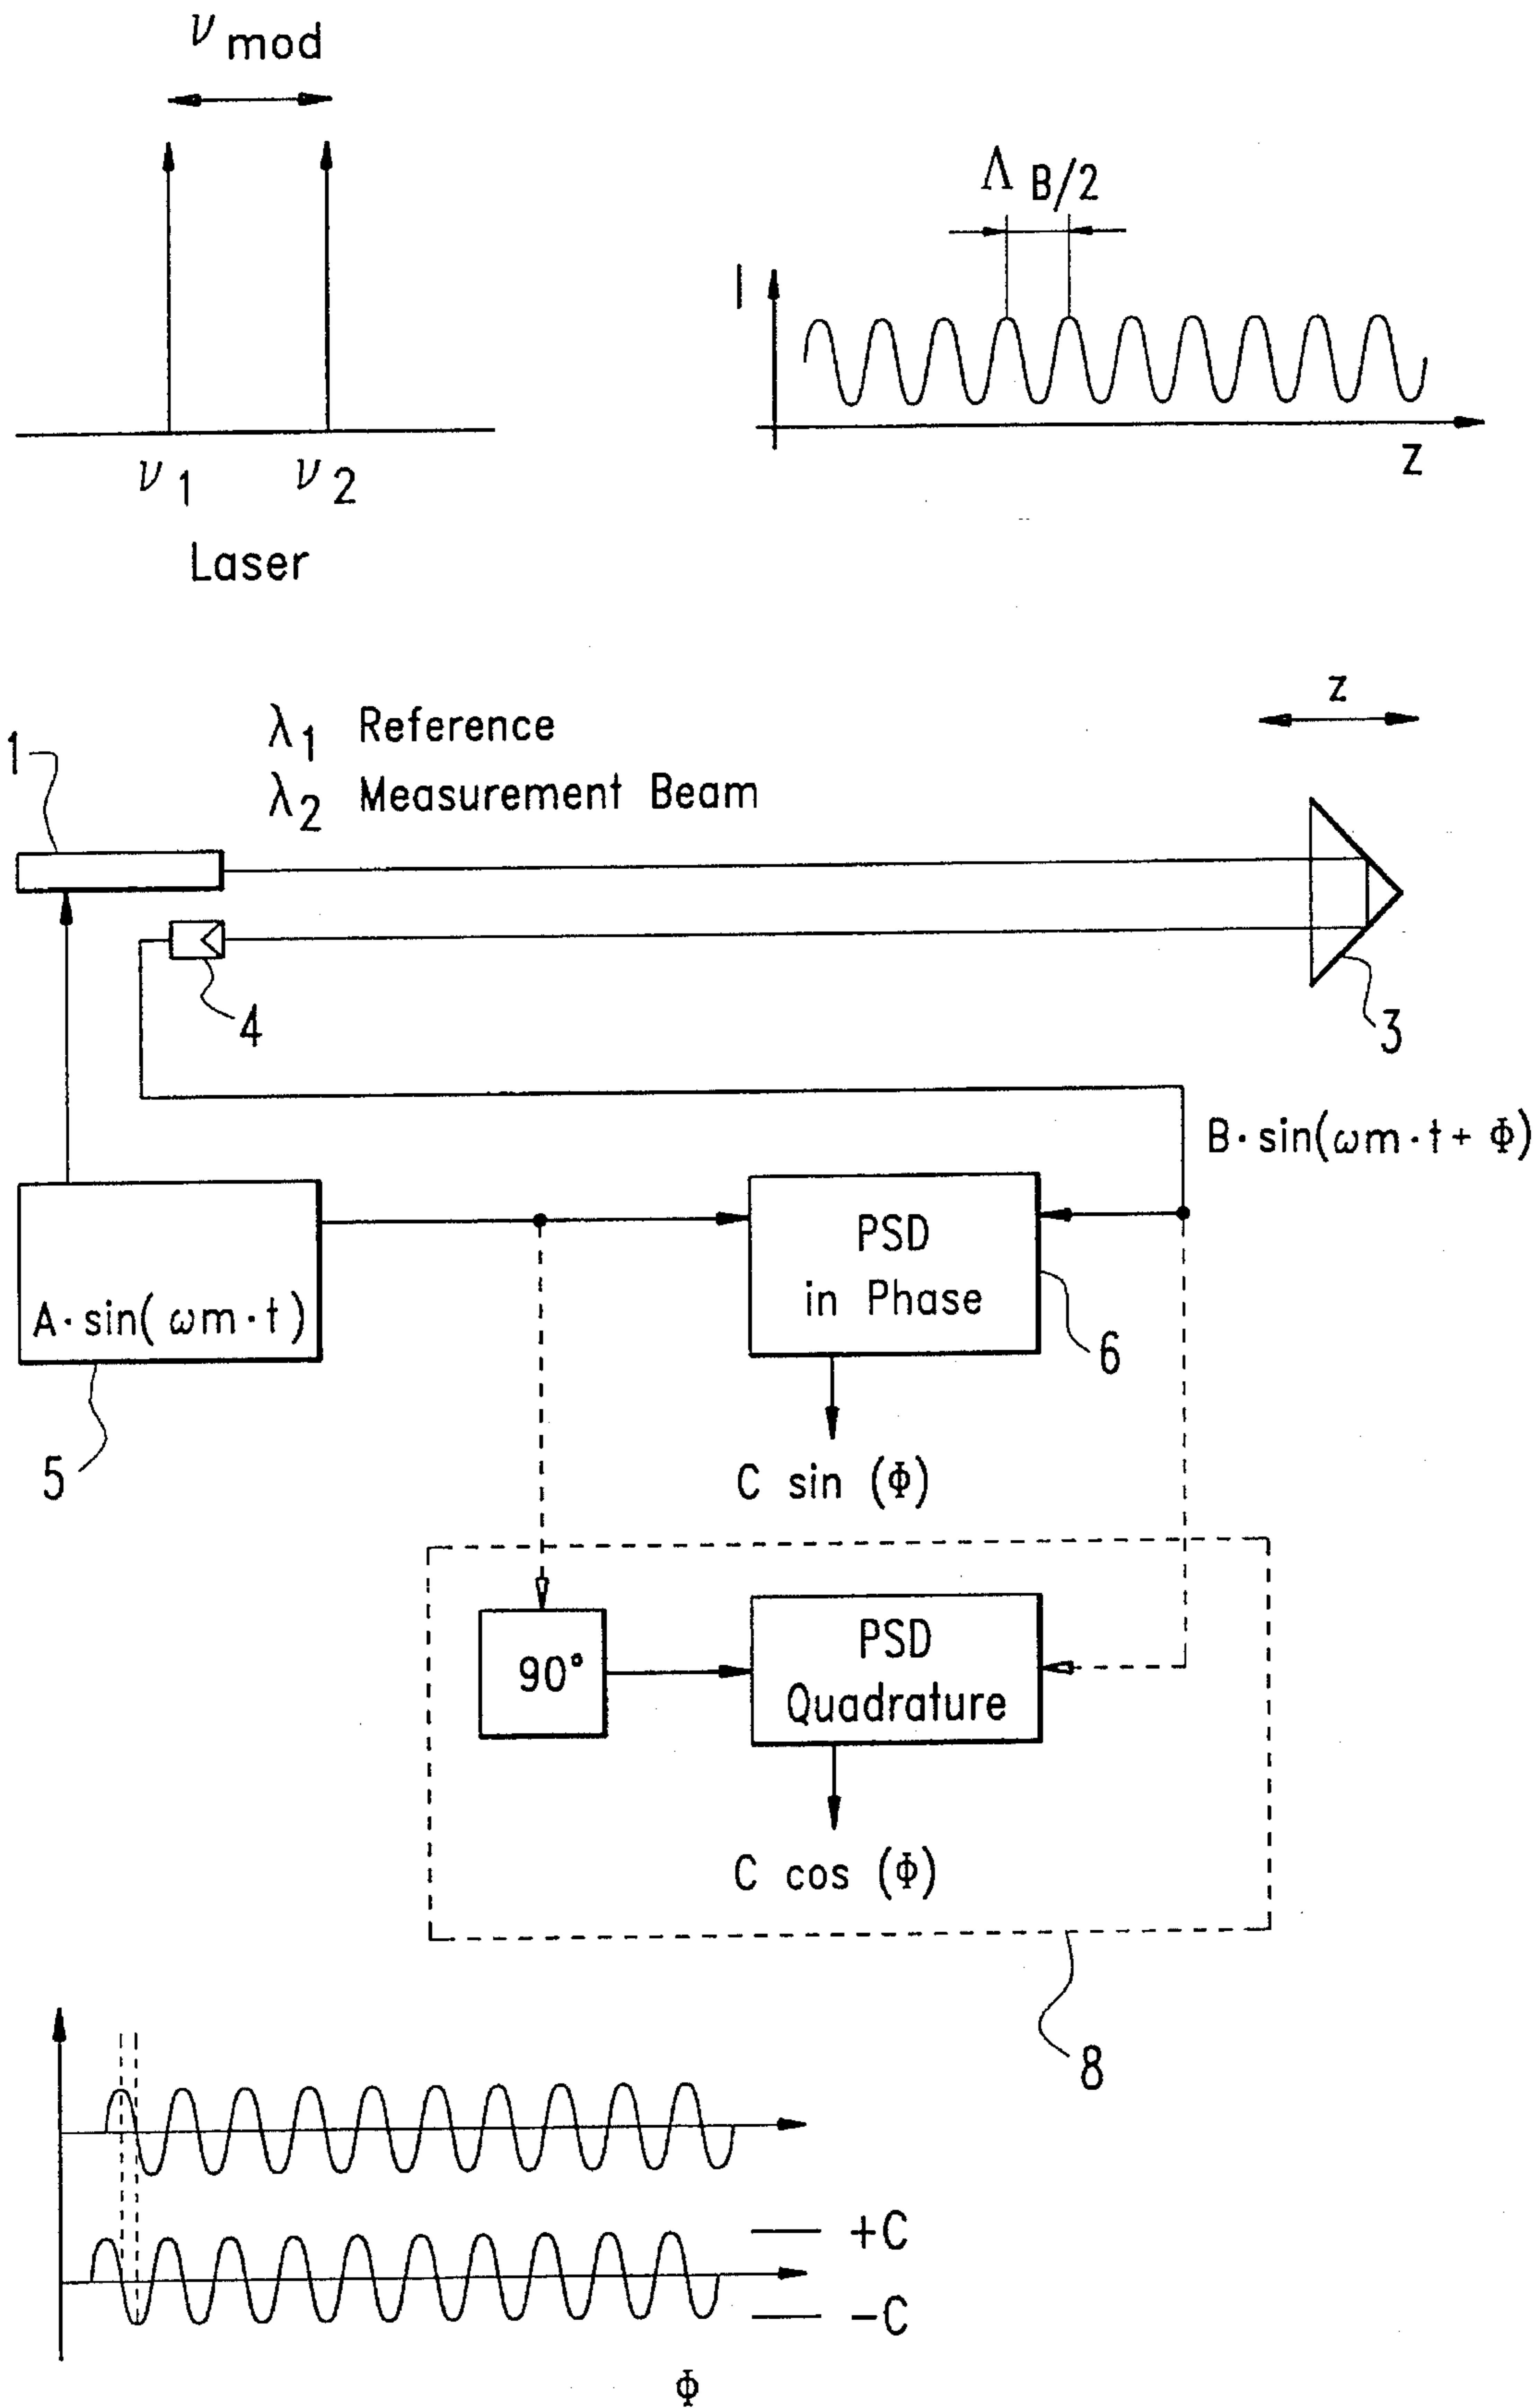 ν mod
Λ B/2
I
z
ν 1
ν 2
Laser
λ1 Reference
λ2 Measurement Beam
z
1
4
3
B·sin(ωm·t+ Φ)
PSD
in Phase
A·sin(ωm·t)
6
5
C sin (Φ)
90°
PSD
Quadrature
C cos (Φ)
8
+C
−C
Φ